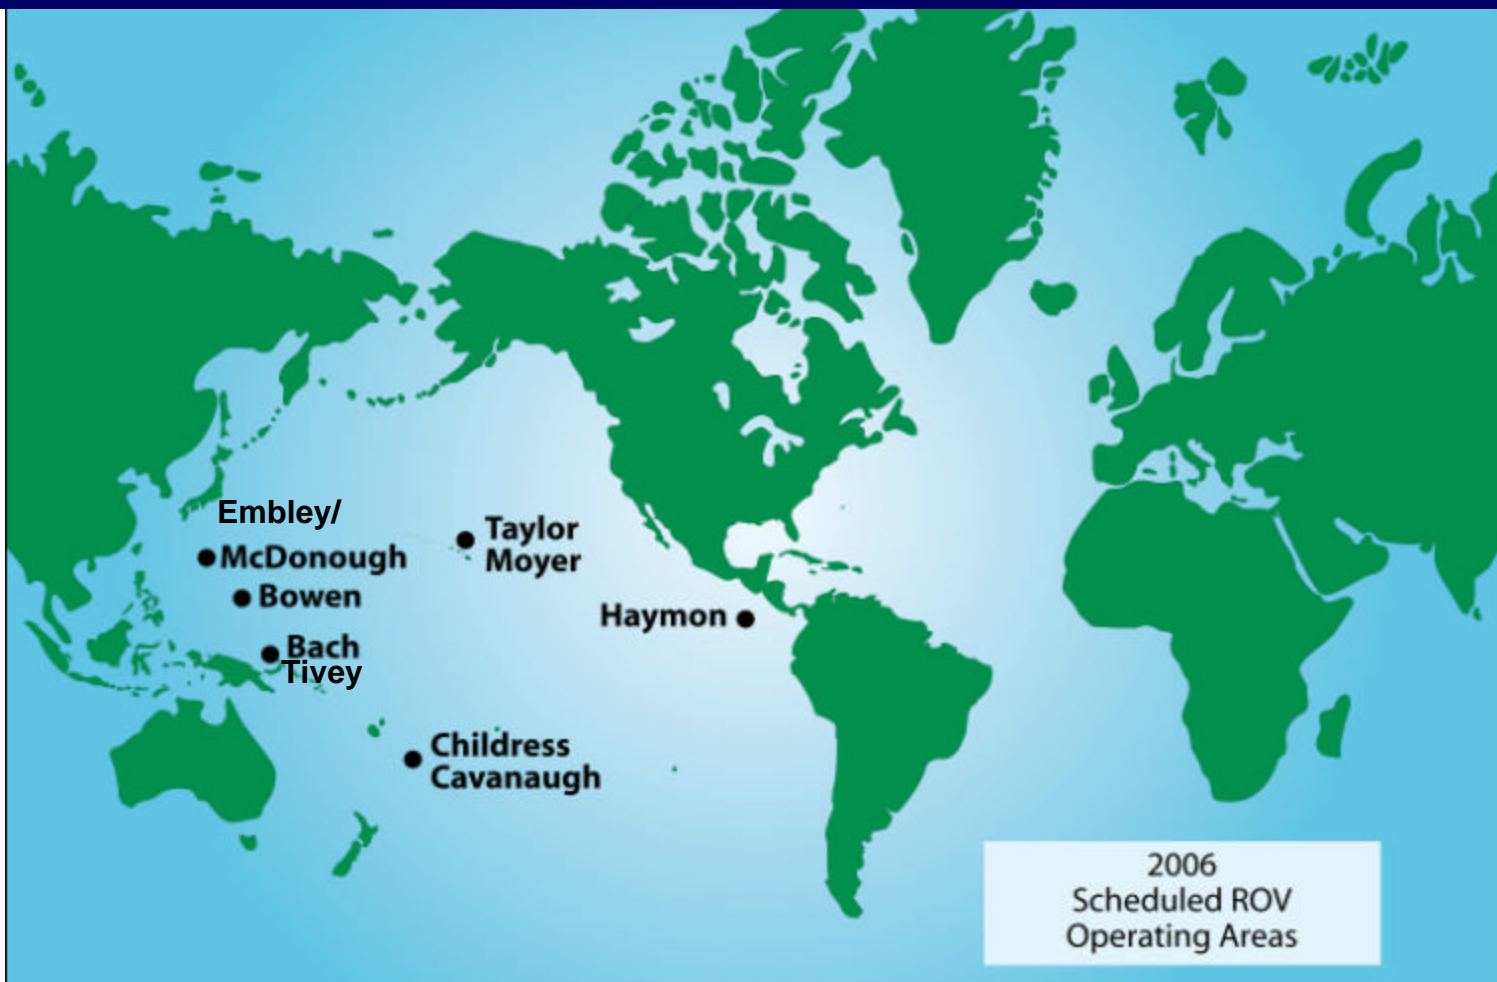 Embley/
McDonough
Bowen
Bach
Tivey
Taylor
Moyer
Haymon
Childress
Cavanaugh
2006
Scheduled ROV
Operating Areas